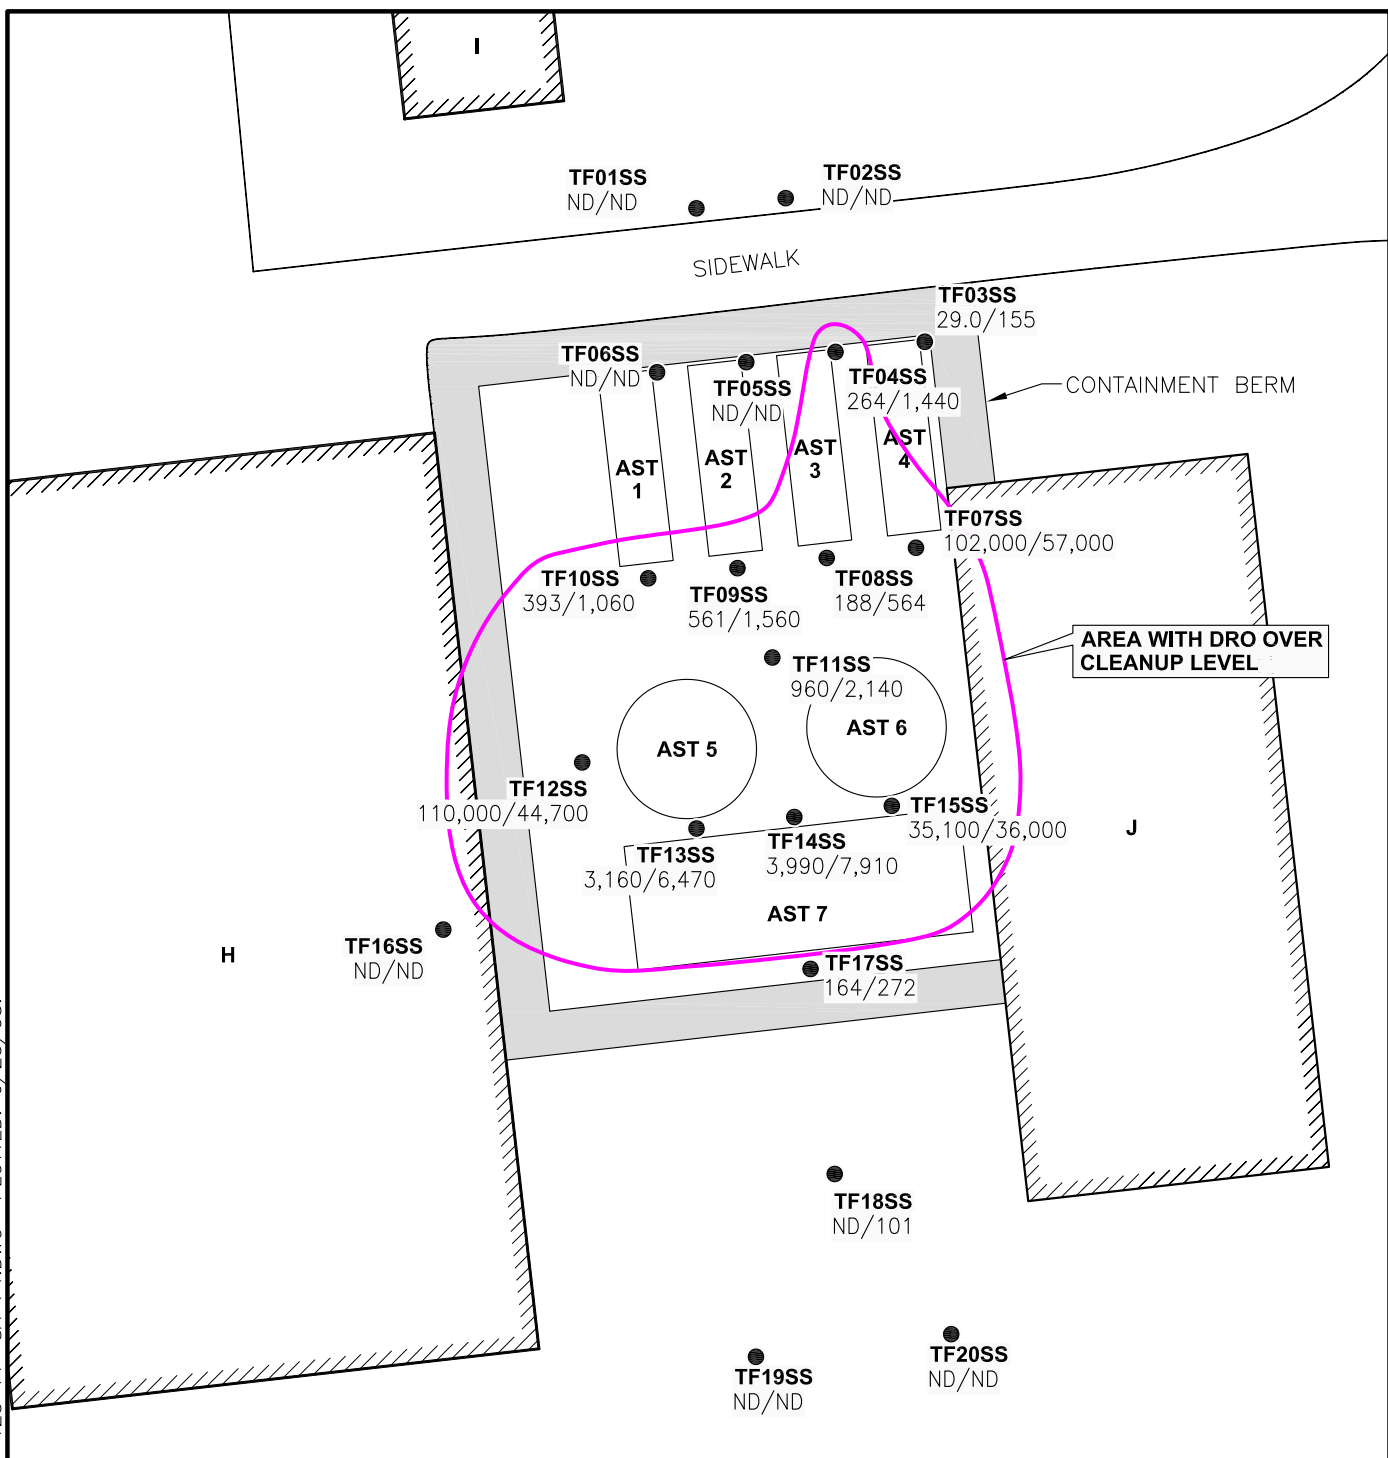 I
TF01SS
ND/ND
TF02SS
ND/ND
SIDEWALK
TF03SS
29.0/155
TF06SS
ND/ND
TF05SS
ND/ND
TF04SS
264/1,440
CONTAINMENT BERM
AST
1
AST
2
AST
3
AST
4
TF07SS
102,000/57,000
TF10SS
393/1,060
TF09SS
561/1,560
TF08SS
188/564
AREA WITH DRO OVER
CLEANUP LEVEL
TF11SS
960/2,140
AST 5
AST 6
TF12SS
110,000/44,700
TF13SS
3,160/6,470
TF14SS
3,990/7,910
TF15SS
35,100/36,000
J
AST 7
H
TF16SS
ND/ND
TF17SS
164/272
TF18SS
ND/101
TF19SS
ND/ND
TF20SS
ND/ND